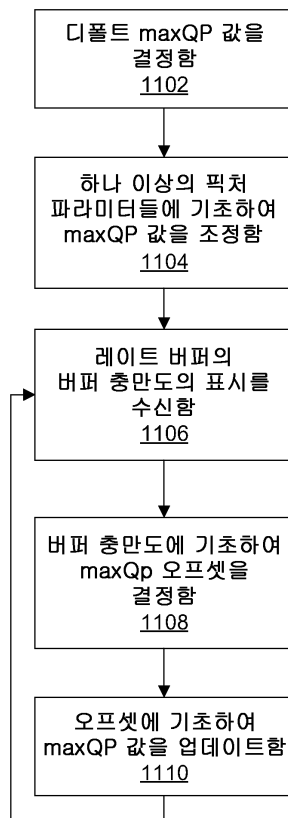 디폴트 maxQP 값을
결정함
1102
하나 이상의 픽처
파라미터들에 기초하여
maxQP 값을 조정함
1104
레이트 버퍼의
버퍼 충만도의 표시를
수신함
1106
버퍼 충만도에 기초하여
maxQp 오프셋을
결정함
1108
오프셋에 기초하여
maxQP 값을 업데이트함
1110